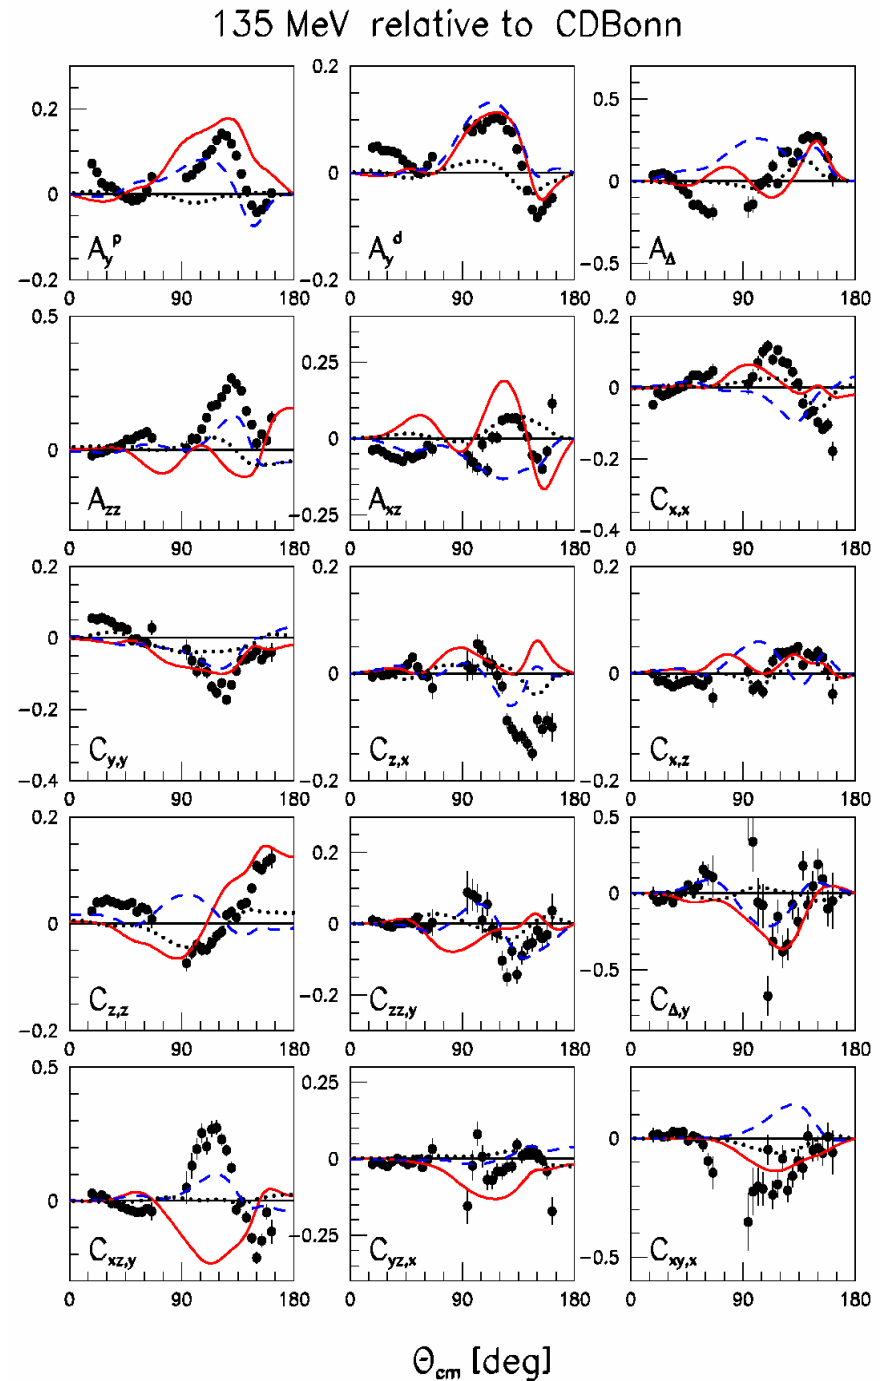 135 MeV relative to CDBonn
0.2
0
−0.2
A_y^p
0 90 180
0.2
0
−0.2
A_y^d
0 90 180
0.5
0
−0.5
A_Δ
0 90 180
0.5
0
A_zz
0 90 180
0.25
0
−0.25
A_xz
0 90 180
0.2
0
−0.2
−0.4
C_x,x
0 90 180
0.2
0
−0.2
−0.4
C_y,y
0 90 180
0.2
0
0.2
C_z,x
0 90 180
0.2
0
−0.2
C_x,z
0 90 180
0.2
0
−0.2
C_z,z
0 90 180
0.2
0
−0.2
C_zz,y
0 90 180
0.5
0
−0.5
C_Δ,y
0 90 180
0.5
0
C_xz,y
0 90 180
0.25
0
−0.25
C_yz,x
0 90 180
0
−0.5
C_xy,x
0 90 180
Θ_cm [deg]